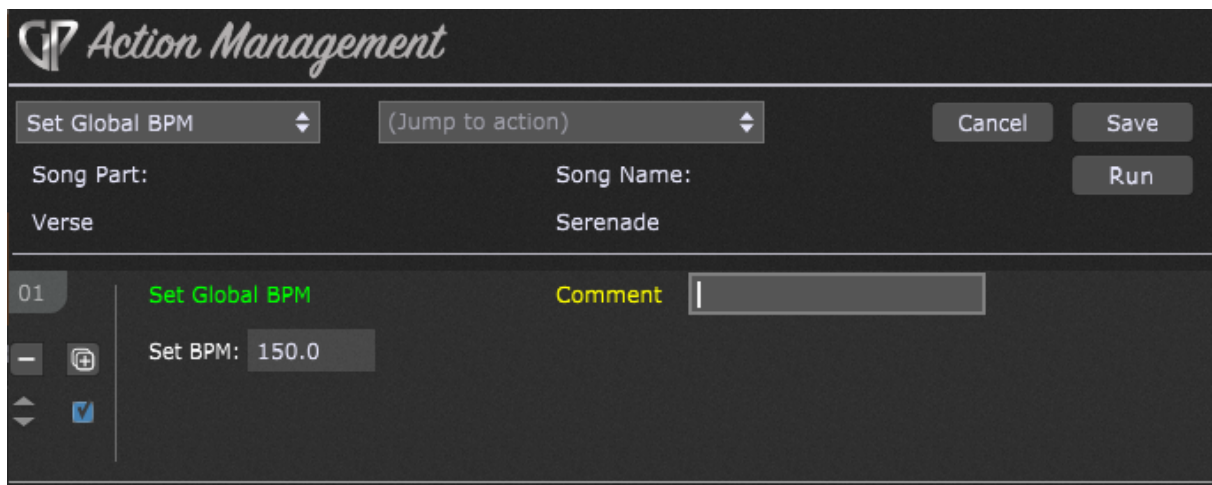 GP Action Management
Set Global BPM (Jump to action) Cancel Save
Song Part: Song Name: Run
Verse Serenade
01 Set Global BPM Comment
Set BPM: 150.0